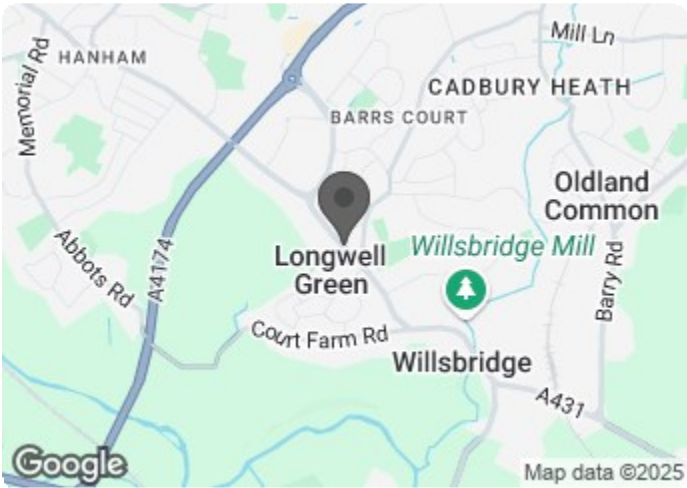 Mill Ln
HANHAM
Memorial Rd
CADBURY HEATH
BARRS COURT
Oldland
Common
Longwell
Green
Willsbridge Mill
Abbots Rd
A4174
Barry Rd
Court Farm Rd
Willsbridge
A431
Google
Map data ©2025